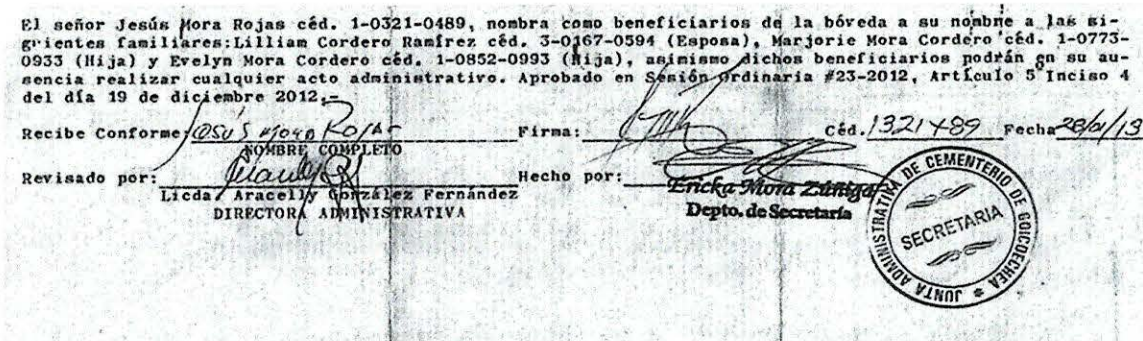 El señor Jesús Mora Rojas céd. 1-0321-0489, nombra como beneficiarios de la bóveda a su nombre a las si-
grientes familiares:Lilliam Cordero Ramírez céd. 3-0167-0594 (Esposa), Marjorie Mora Cordero céd. 1-0773-
0933 (Hija) y Evelyn Mora Cordero céd. 1-0852-0993 (Hija), asimismo dichos beneficiarios podrán en su au-
sencia realizar cualquier acto administrativo. Aprobado en Sesión Ordinaria #23-2012, Artículo 5 Inciso 4
del día 19 de diciembre 2012.-
Recibe Conforme: Jesús Mora Rojas Firma: Céd. 1321489 Fecha 28/01/13
NOMBRE COMPLETO
Revisado por: Hecho por:
Licda. Aracelly González Fernández
DIRECTORA ADMINISTRATIVA
Ericka Mora Zúñiga
Depto. de Secretaría
JUNTA ADMINISTRATIVA DE CEMENTERIO DE GOICOECHEA
SECRETARIA